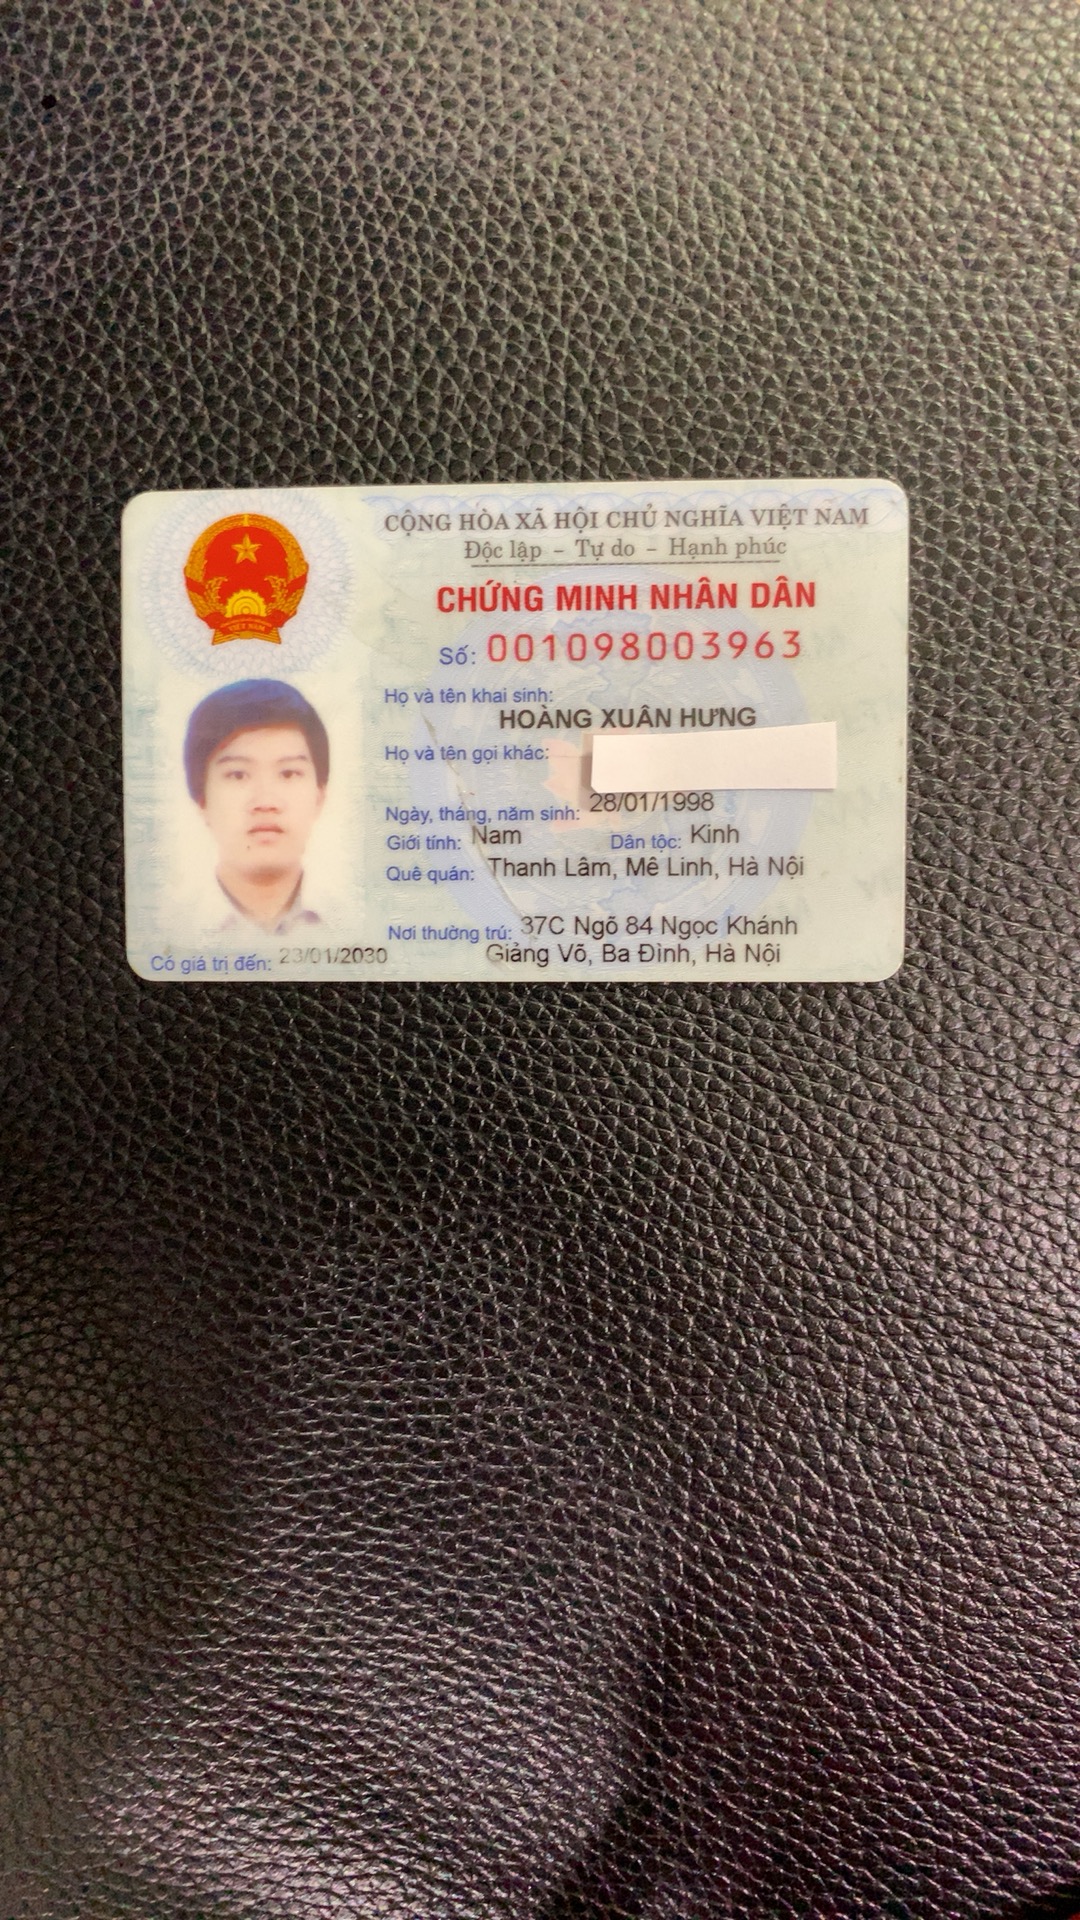 CỘNG HÒA XÃ HỘI CHỦ NGHĨA VIỆT NAM
Độc lập - Tự do - Hạnh phúc
CHỨNG MINH NHÂN DÂN
Số: 001098003963
Họ và tên khai sinh:
HOÀNG XUÂN HƯNG
Họ và tên gọi khác:
Ngày, tháng, năm sinh: 28/01/1998
Giới tính: Nam Dân tộc: Kinh
Quê quán: Thanh Lâm, Mê Linh, Hà Nội
Nơi thường trú: 37C Ngõ 84 Ngọc Khánh
Giảng Võ, Ba Đình, Hà Nội
Có giá trị đến: 23/01/2030
VIỆT NAM